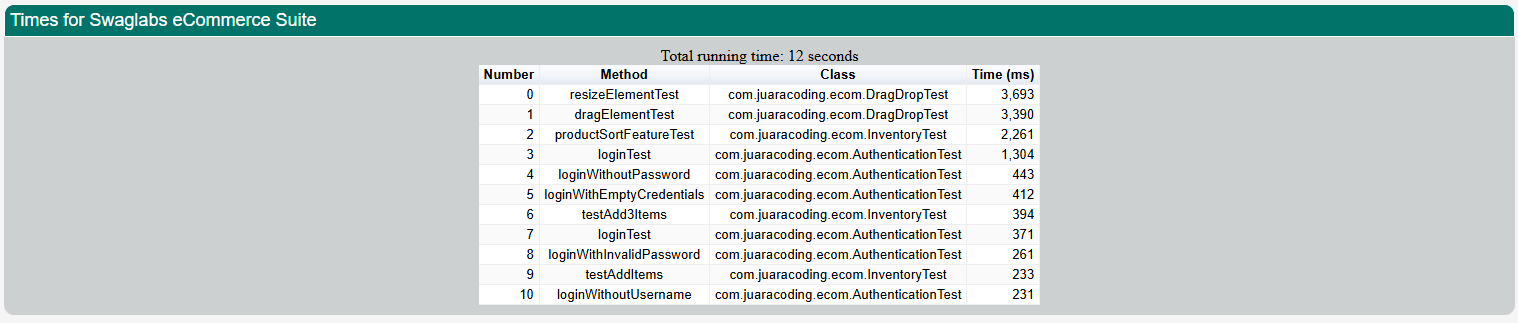 Times for Swaglabs eCommerce Suite
Total running time: 12 seconds
Number Method Class Time (ms)
0 resizeElementTest com.juaracoding.ecom.DragDropTest 3,693
1 dragElementTest com.juaracoding.ecom.DragDropTest 3,390
2 productSortFeatureTest com.juaracoding.ecom.InventoryTest 2,261
3 loginTest com.juaracoding.ecom.AuthenticationTest 1,304
4 loginWithoutPassword com.juaracoding.ecom.AuthenticationTest 443
5 loginWithEmptyCredentials com.juaracoding.ecom.AuthenticationTest 412
6 testAdd3Items com.juaracoding.ecom.InventoryTest 394
7 loginTest com.juaracoding.ecom.AuthenticationTest 371
8 loginWithInvalidPassword com.juaracoding.ecom.AuthenticationTest 261
9 testAddItems com.juaracoding.ecom.InventoryTest 233
10 loginWithoutUsername com.juaracoding.ecom.AuthenticationTest 231